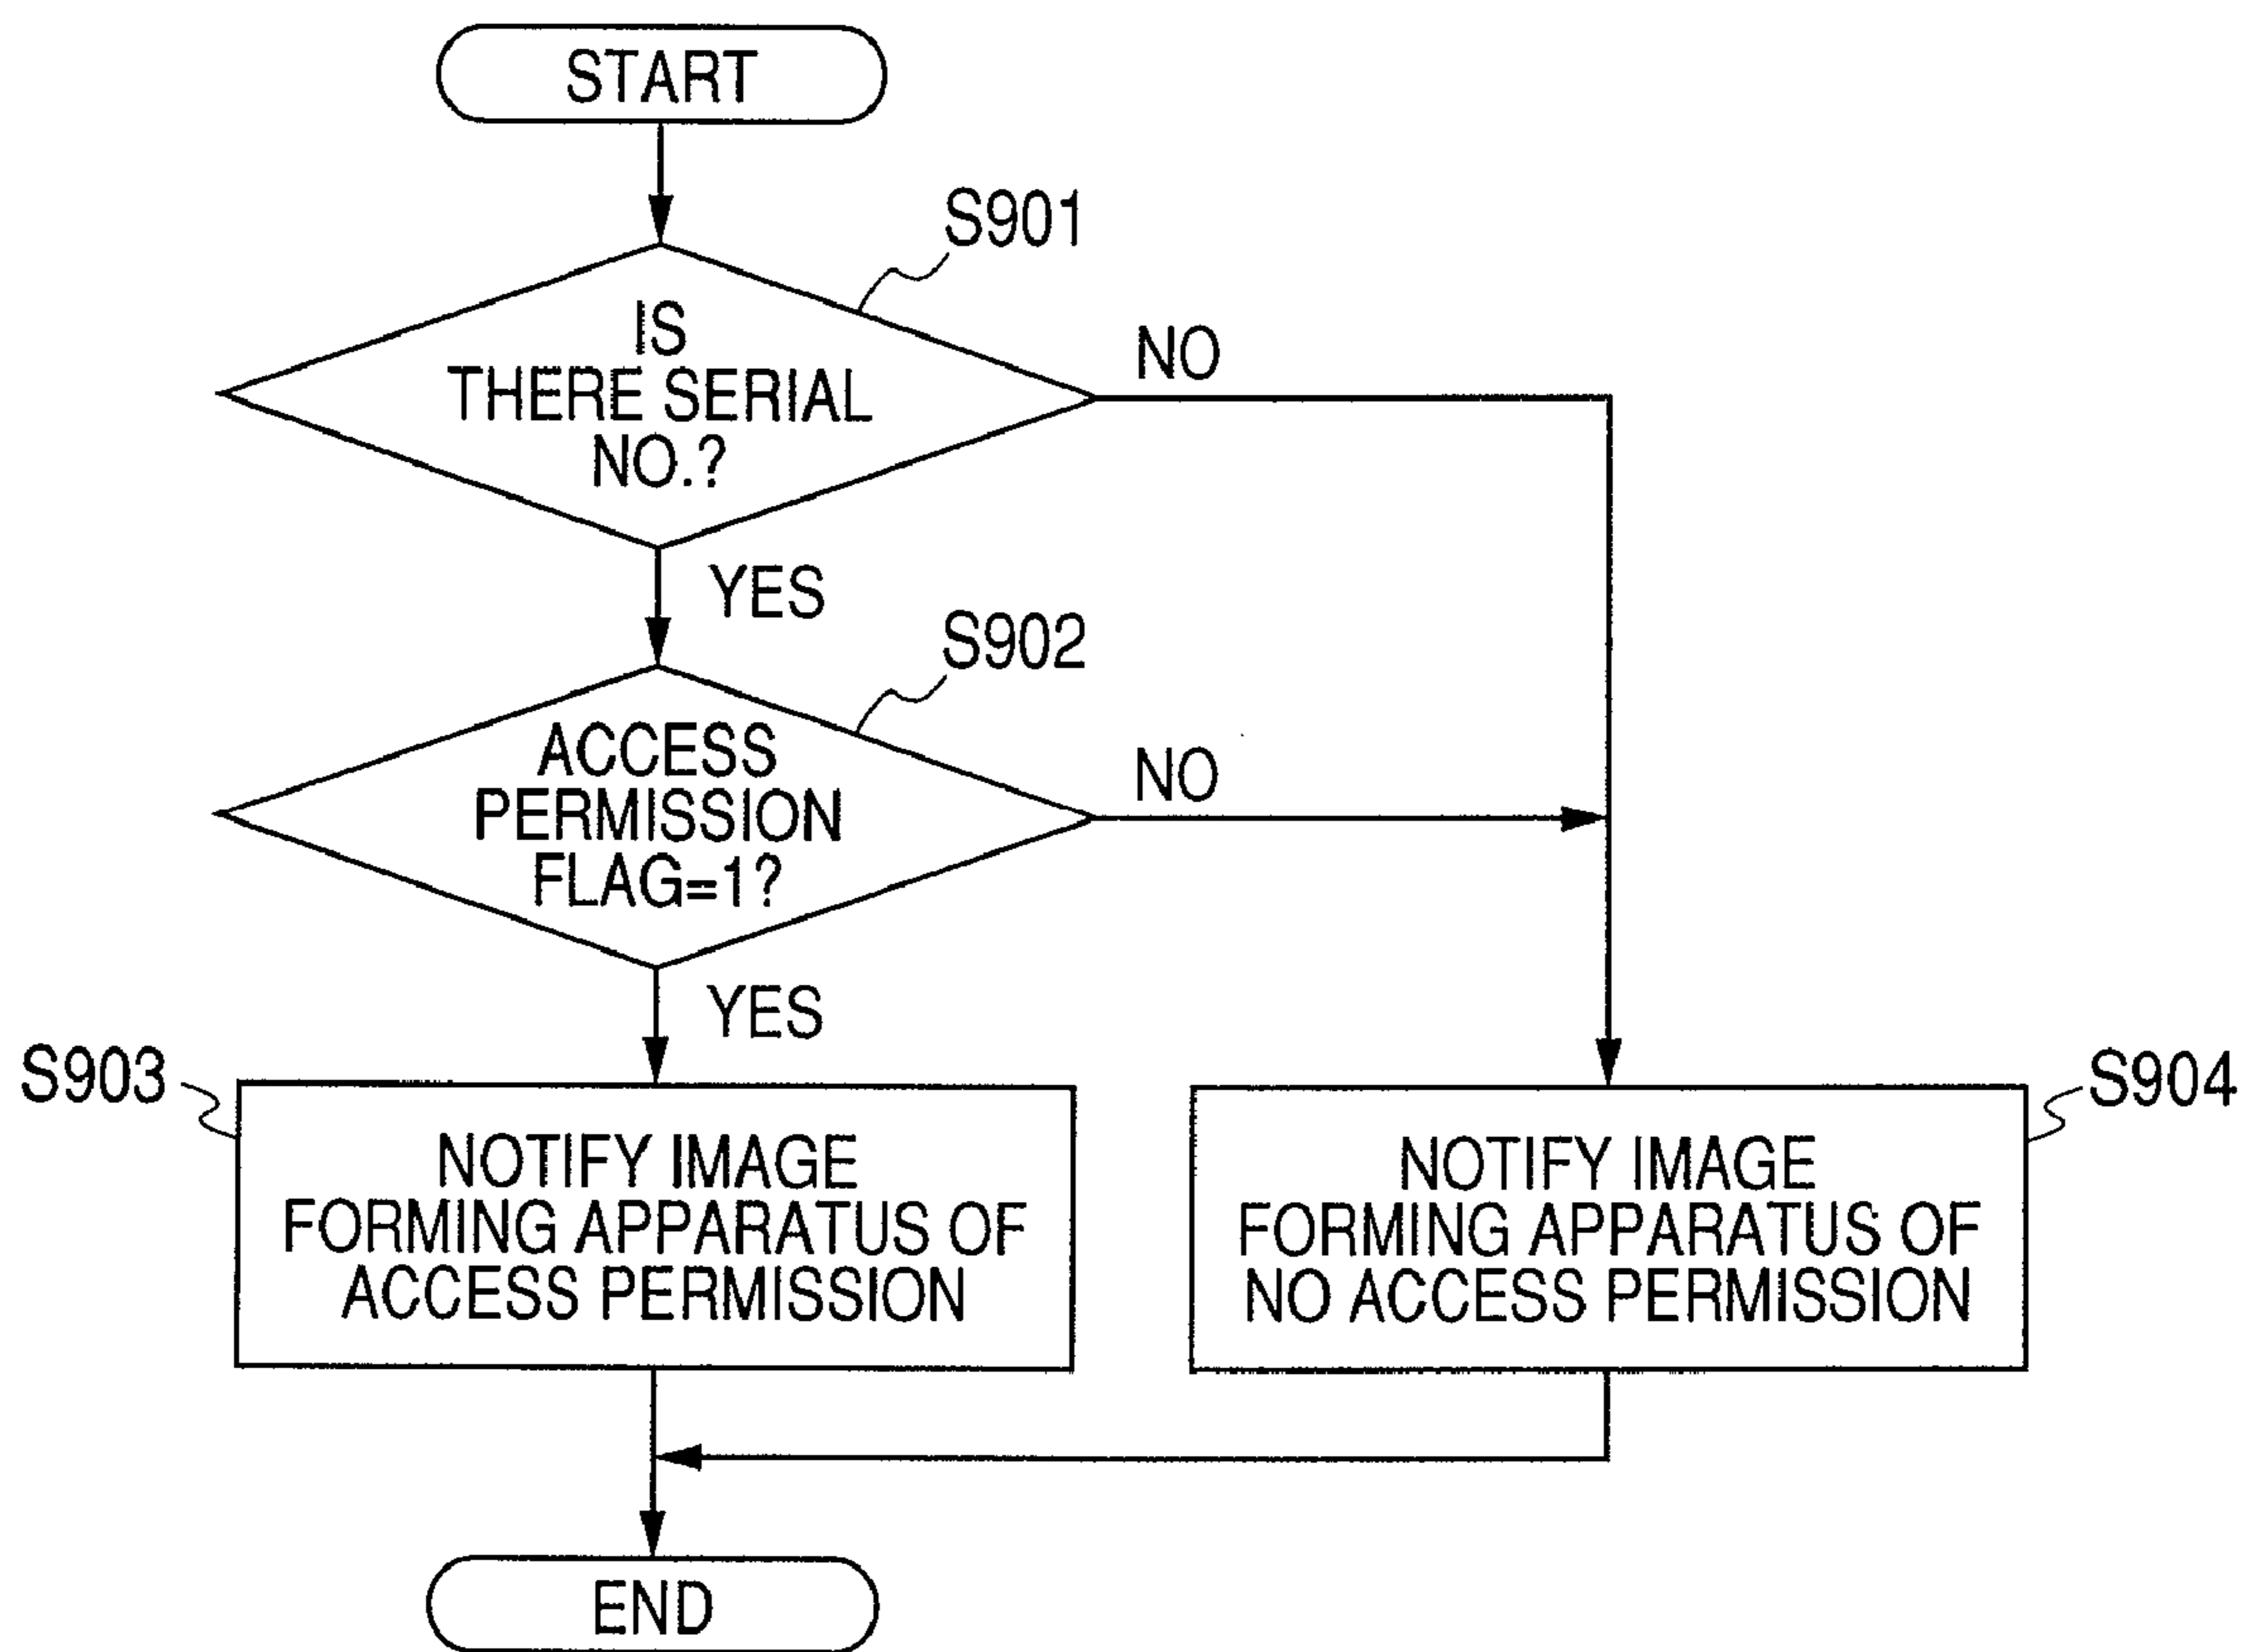 START
S901
IS
THERE SERIAL
NO.?
NO
YES
S902
ACCESS
PERMISSION
FLAG=1?
NO
YES
S903
NOTIFY IMAGE
FORMING APPARATUS OF
ACCESS PERMISSION
S904
NOTIFY IMAGE
FORMING APPARATUS OF
NO ACCESS PERMISSION
END